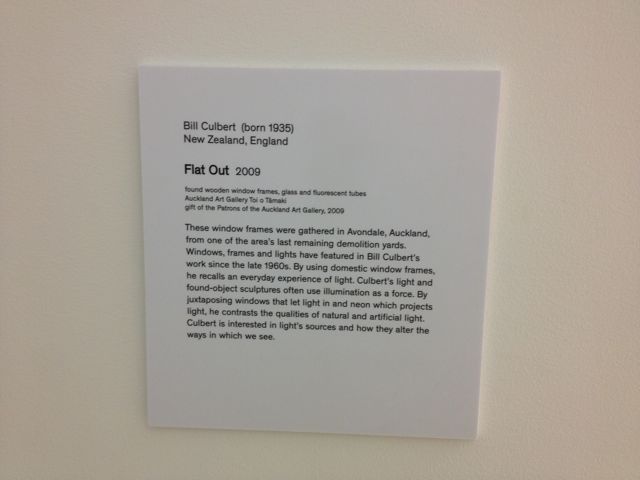 Bill Culbert (born 1935)
New Zealand, England
Flat Out 2009
found wooden window frames, glass and fluorescent tubes
Auckland Art Gallery Toi o Tāmaki
gift of the Patrons of the Auckland Art Gallery, 2009
These window frames were gathered in Avondale, Auckland,
from one of the area's last remaining demolition yards.
Windows, frames and lights have featured in Bill Culbert's
work since the late 1960s. By using domestic window frames,
he recalls an everyday experience of light. Culbert's light and
found-object sculptures often use illumination as a force. By
juxtaposing windows that let light in and neon which projects
light, he contrasts the qualities of natural and artificial light.
Culbert is interested in light's sources and how they alter the
ways in which we see.